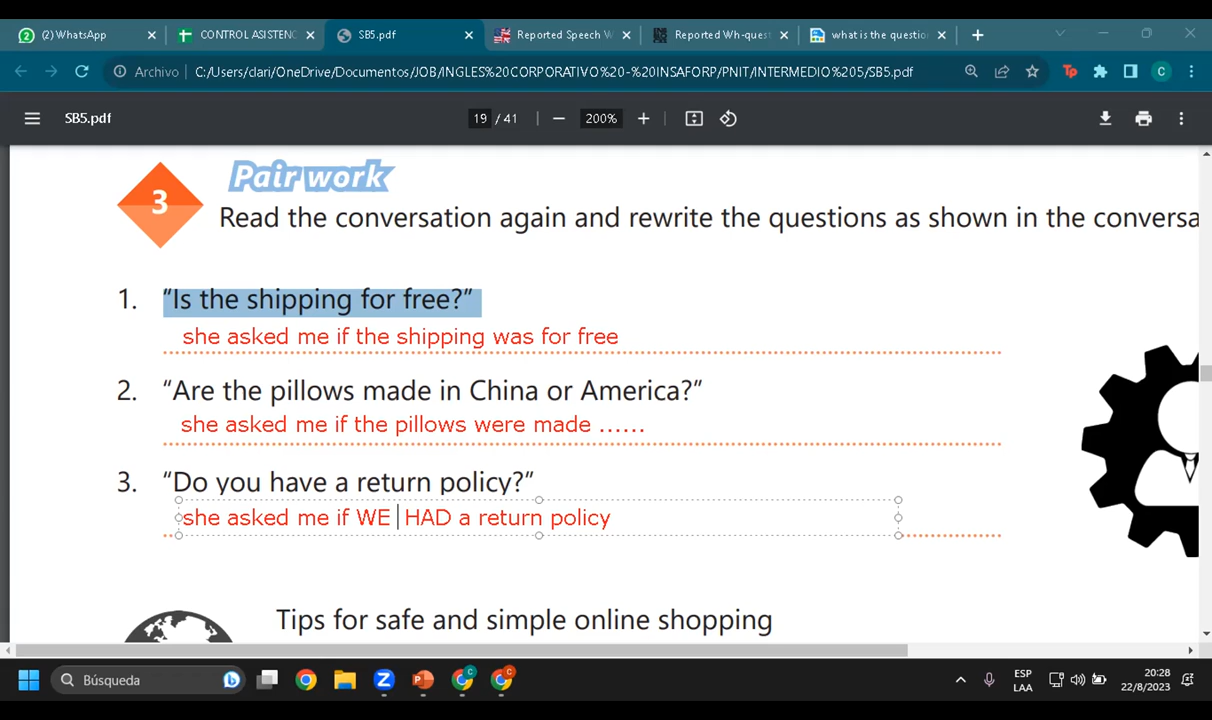 (2) WhatsApp
CONTROL ASISTENC
SB5.pdf
Reported Speech W
Reported Wh-quest
what is the question
Archivo
C:/Users/clari/OneDrive/Documentos/JOB/INGLES%20CORPORATIVO%20-%20INSAFORP/PNIT/INTERMEDIO%205/SB5.pdf
Tp
C
SB5.pdf
19 / 41
200%
3
Pair work
Read the conversation again and rewrite the questions as shown in the conversa
1. “Is the shipping for free?”
she asked me if the shipping was for free
2. “Are the pillows made in China or America?”
she asked me if the pillows were made ......
3. “Do you have a return policy?”
she asked me if WE HAD a return policy
Tips for safe and simple online shopping
Búsqueda
ESP
LAA
20:28
22/8/2023